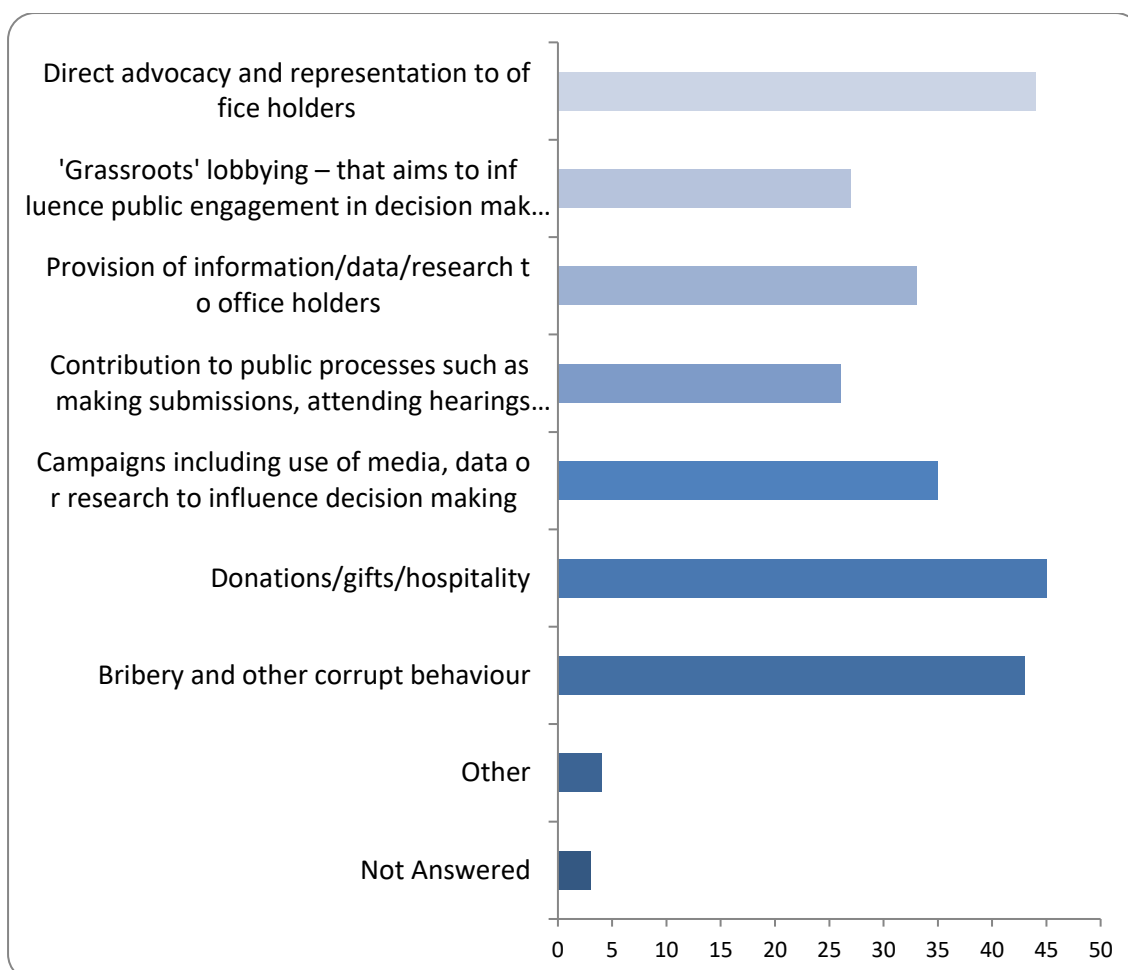 Direct advocacy and representation to of
fice holders
'Grassroots' lobbying – that aims to inf
luence public engagement in decision mak...
Provision of information/data/research t
o office holders
Contribution to public processes such as
making submissions, attending hearings...
Campaigns including use of media, data o
r research to influence decision making
Donations/gifts/hospitality
Bribery and other corrupt behaviour
Other
Not Answered
0 5 10 15 20 25 30 35 40 45 50